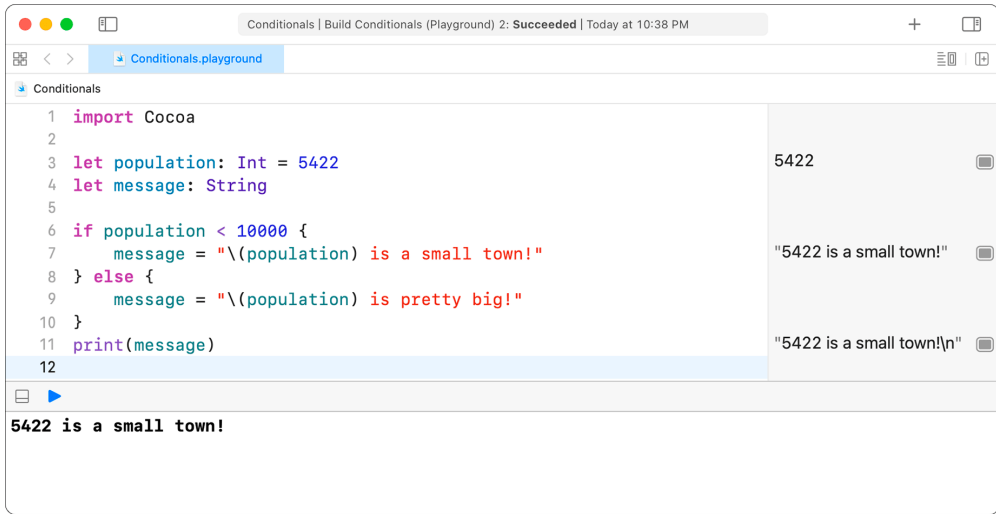 Conditionals | Build Conditionals (Playground) 2: Succeeded | Today at 10:38 PM
Conditionals.playground
Conditionals
1 import Cocoa
2
3 let population: Int = 5422
5422
4 let message: String
5
6 if population < 10000 {
7     message = "\(population) is a small town!"
"5422 is a small town!"
8 } else {
9     message = "\(population) is pretty big!"
10 }
11 print(message)
"5422 is a small town!\n"
12
5422 is a small town!